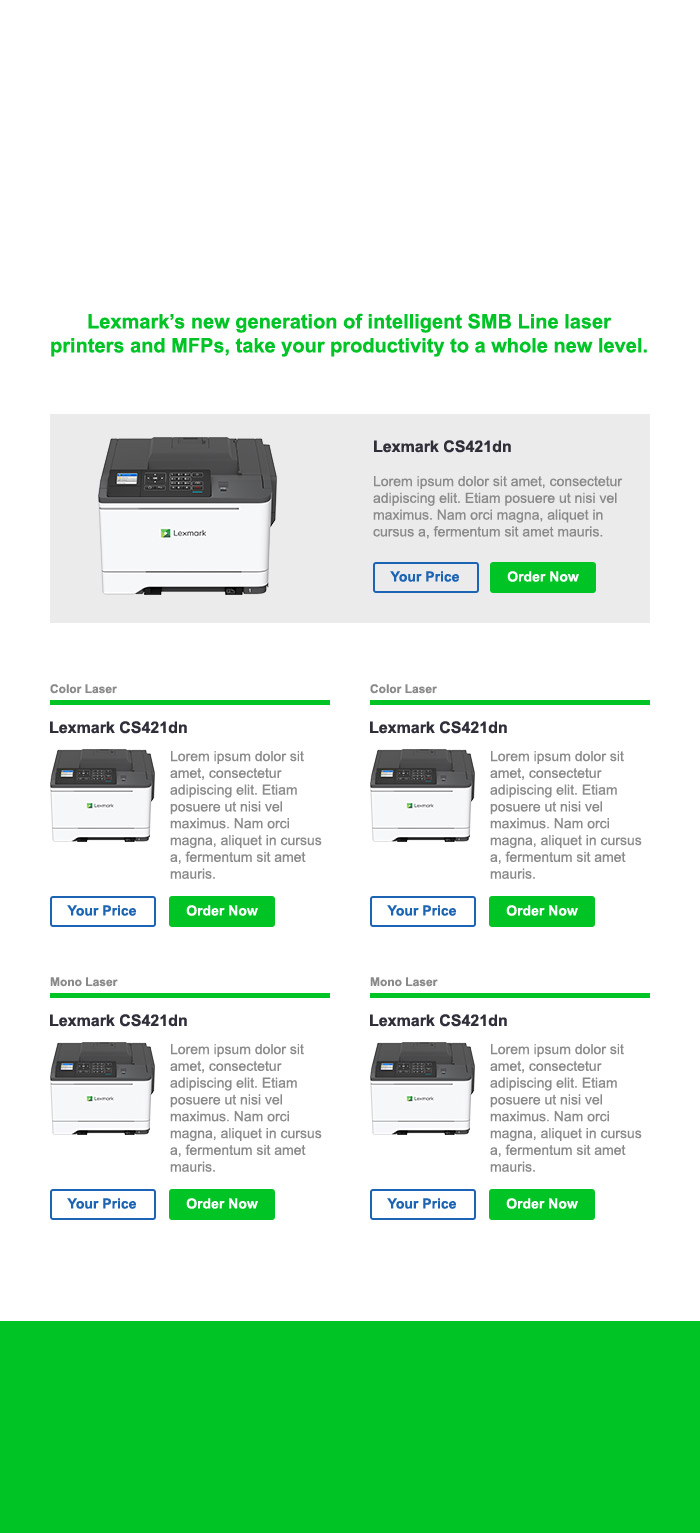 Lexmark’s new generation of intelligent SMB Line laser
printers and MFPs, take your productivity to a whole new level.
Lexmark
Lexmark CS421dn
Lorem ipsum dolor sit amet, consectetur
adipiscing elit. Etiam posuere ut nisi vel
maximus. Nam orci magna, aliquet in
cursus a, fermentum sit amet mauris.
Your Price
Order Now
Color Laser
Lexmark CS421dn
Lexmark
Lorem ipsum dolor sit
amet, consectetur
adipiscing elit. Etiam
posuere ut nisi vel
maximus. Nam orci
magna, aliquet in cursus
a, fermentum sit amet
mauris.
Your Price
Order Now
Color Laser
Lexmark CS421dn
Lexmark
Lorem ipsum dolor sit
amet, consectetur
adipiscing elit. Etiam
posuere ut nisi vel
maximus. Nam orci
magna, aliquet in cursus
a, fermentum sit amet
mauris.
Your Price
Order Now
Mono Laser
Lexmark CS421dn
Lexmark
Lorem ipsum dolor sit
amet, consectetur
adipiscing elit. Etiam
posuere ut nisi vel
maximus. Nam orci
magna, aliquet in cursus
a, fermentum sit amet
mauris.
Your Price
Order Now
Mono Laser
Lexmark CS421dn
Lexmark
Lorem ipsum dolor sit
amet, consectetur
adipiscing elit. Etiam
posuere ut nisi vel
maximus. Nam orci
magna, aliquet in cursus
a, fermentum sit amet
mauris.
Your Price
Order Now